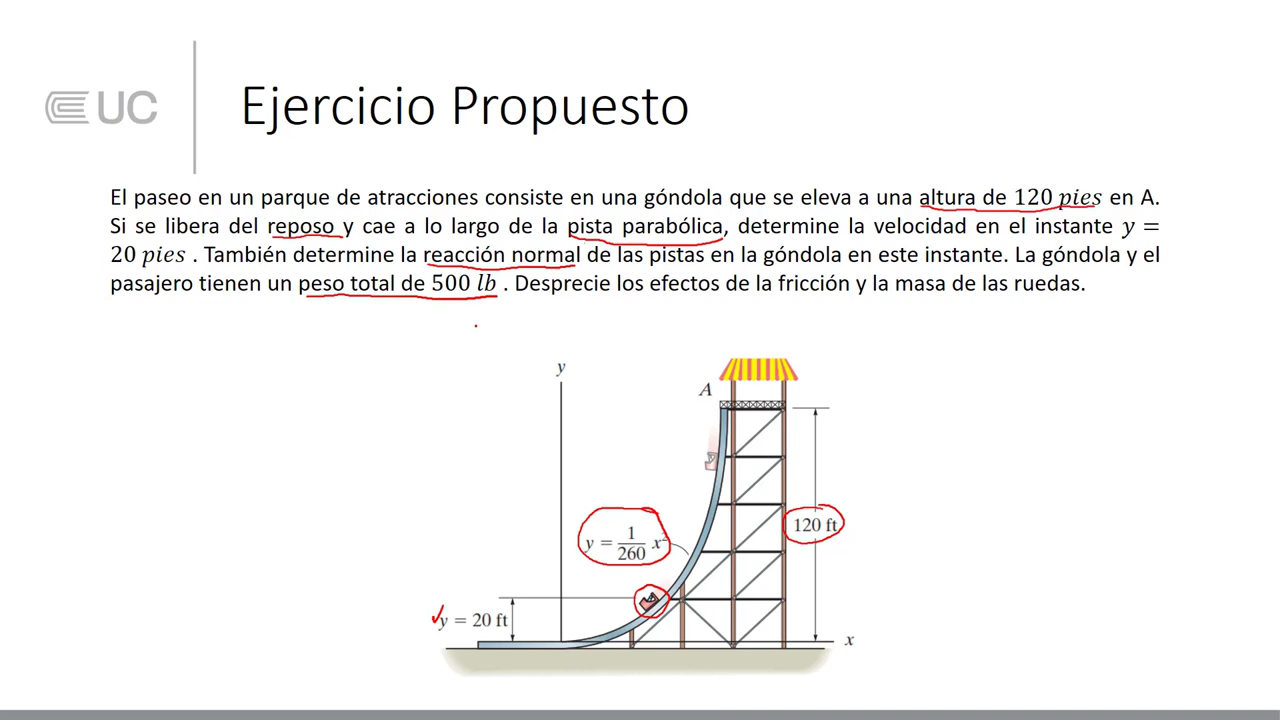 UC
Ejercicio Propuesto
El paseo en un parque de atracciones consiste en una góndola que se eleva a una altura de 120 pies en A.
Si se libera del reposo y cae a lo largo de la pista parabólica, determine la velocidad en el instante y =
20 pies . También determine la reacción normal de las pistas en la góndola en este instante. La góndola y el
pasajero tienen un peso total de 500 lb . Desprecie los efectos de la fricción y la masa de las ruedas.
y
A
120 ft
y = 1/260 x²
y = 20 ft
x